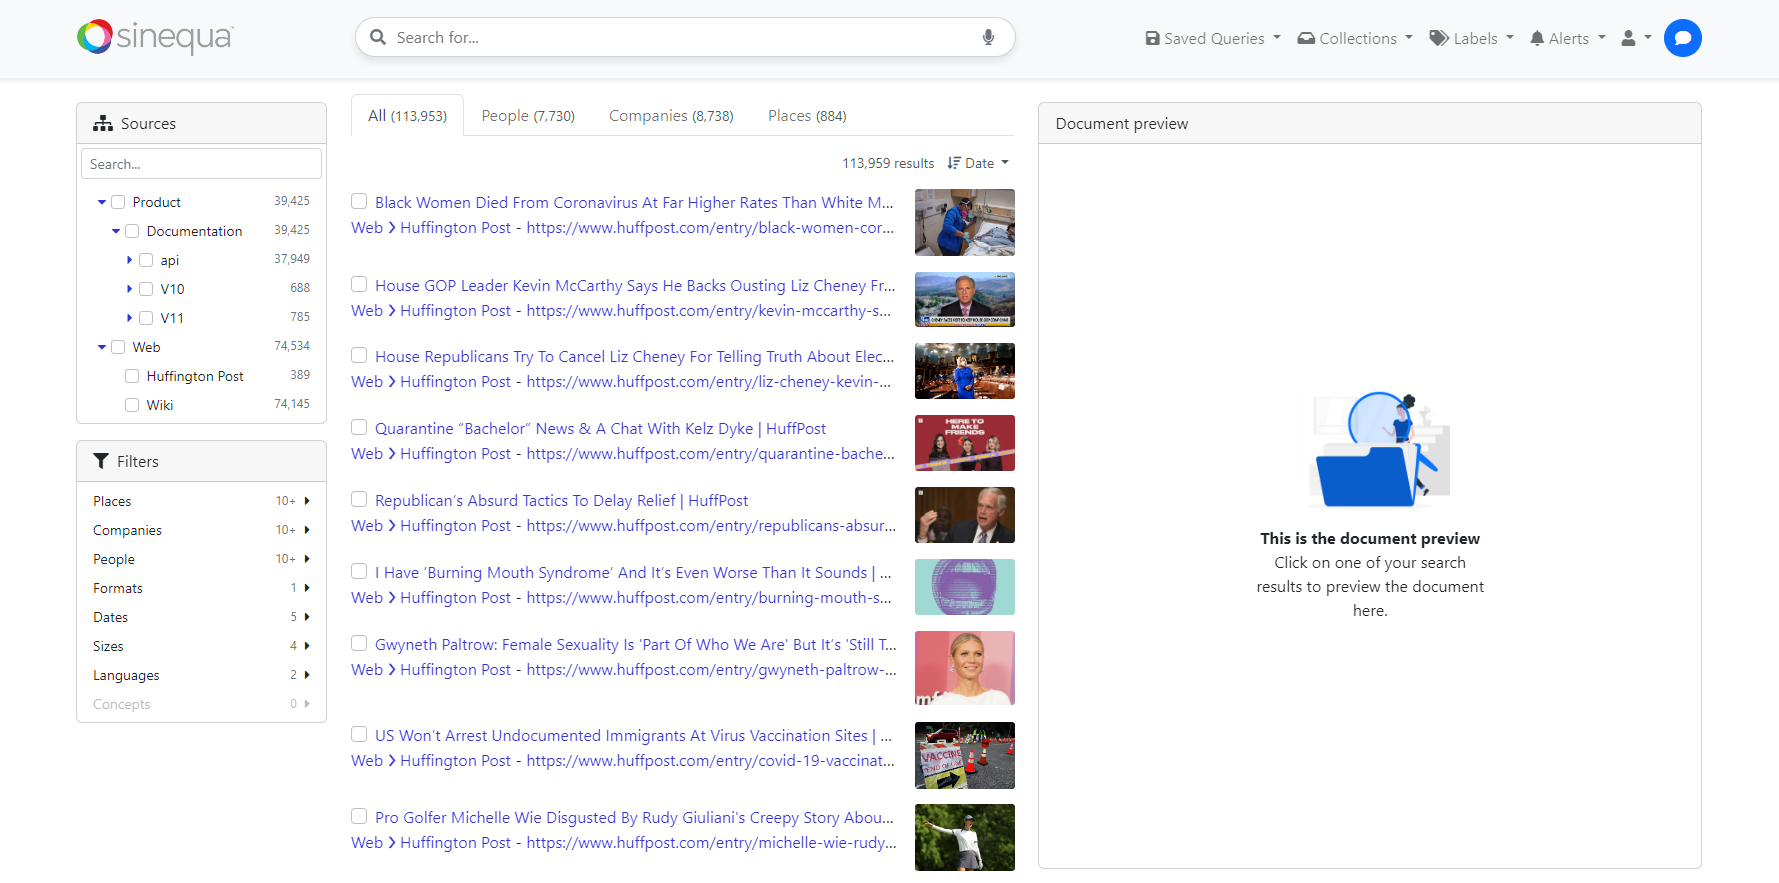 sinequa
Search for...
Saved Queries
Collections
Labels
Alerts
Sources
Search...
Product 39,425
Documentation 39,425
api 37,949
V10 688
V11 785
Web 74,534
Huffington Post 389
Wiki 74,145
Filters
Places 10+
Companies 10+
People 10+
Formats 1
Dates 5
Sizes 4
Languages 2
Concepts 0
All (113,953)
People (7,730)
Companies (8,738)
Places (884)
113,959 results
Date
Black Women Died From Coronavirus At Far Higher Rates Than White M...
Web Huffington Post - https://www.huffpost.com/entry/black-women-cor...
House GOP Leader Kevin McCarthy Says He Backs Ousting Liz Cheney Fr...
Web Huffington Post - https://www.huffpost.com/entry/kevin-mccarthy-s...
House Republicans Try To Cancel Liz Cheney For Telling Truth About Elec...
Web Huffington Post - https://www.huffpost.com/entry/liz-cheney-kevin-...
Quarantine “Bachelor” News & A Chat With Kelz Dyke | HuffPost
Web Huffington Post - https://www.huffpost.com/entry/quarantine-bache...
HERE TO
MAKE
FRIENDS
Republican’s Absurd Tactics To Delay Relief | HuffPost
Web Huffington Post - https://www.huffpost.com/entry/republicans-absur...
I Have ‘Burning Mouth Syndrome’ And It’s Even Worse Than It Sounds | ...
Web Huffington Post - https://www.huffpost.com/entry/burning-mouth-s...
Gwyneth Paltrow: Female Sexuality Is 'Part Of Who We Are' But It’s 'Still T...
Web Huffington Post - https://www.huffpost.com/entry/gwyneth-paltrow-...
US Won’t Arrest Undocumented Immigrants At Virus Vaccination Sites | ...
Web Huffington Post - https://www.huffpost.com/entry/covid-19-vaccinat...
VACCINE
Pro Golfer Michelle Wie Disgusted By Rudy Giuliani's Creepy Story Abou...
Web Huffington Post - https://www.huffpost.com/entry/michelle-wie-rudy...
Document preview
This is the document preview
Click on one of your search
results to preview the document
here.